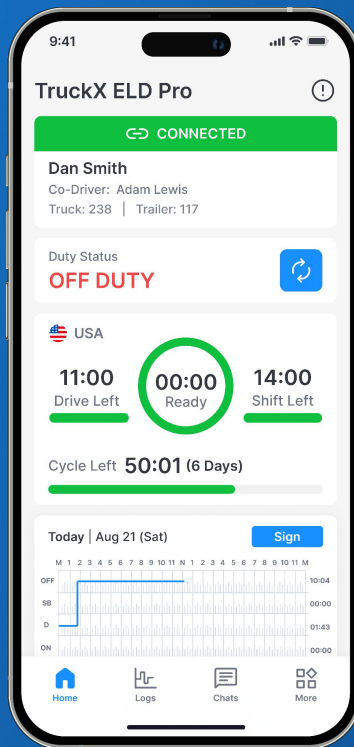 9:41
TruckX ELD Pro
CONNECTED
Dan Smith
Co-Driver: Adam Lewis
Truck: 238 | Trailer: 117
Duty Status
OFF DUTY
USA
11:00
Drive Left
00:00
Ready
14:00
Shift Left
Cycle Left 50:01 (6 Days)
Today | Aug 21 (Sat)
Sign
M 1 2 3 4 5 6 7 8 9 10 11 N 1 2 3 4 5 6 7 8 9 10 11 M
OFF 10:04
SB 00:00
D 01:43
ON 00:00
Home
Logs
Chats
More